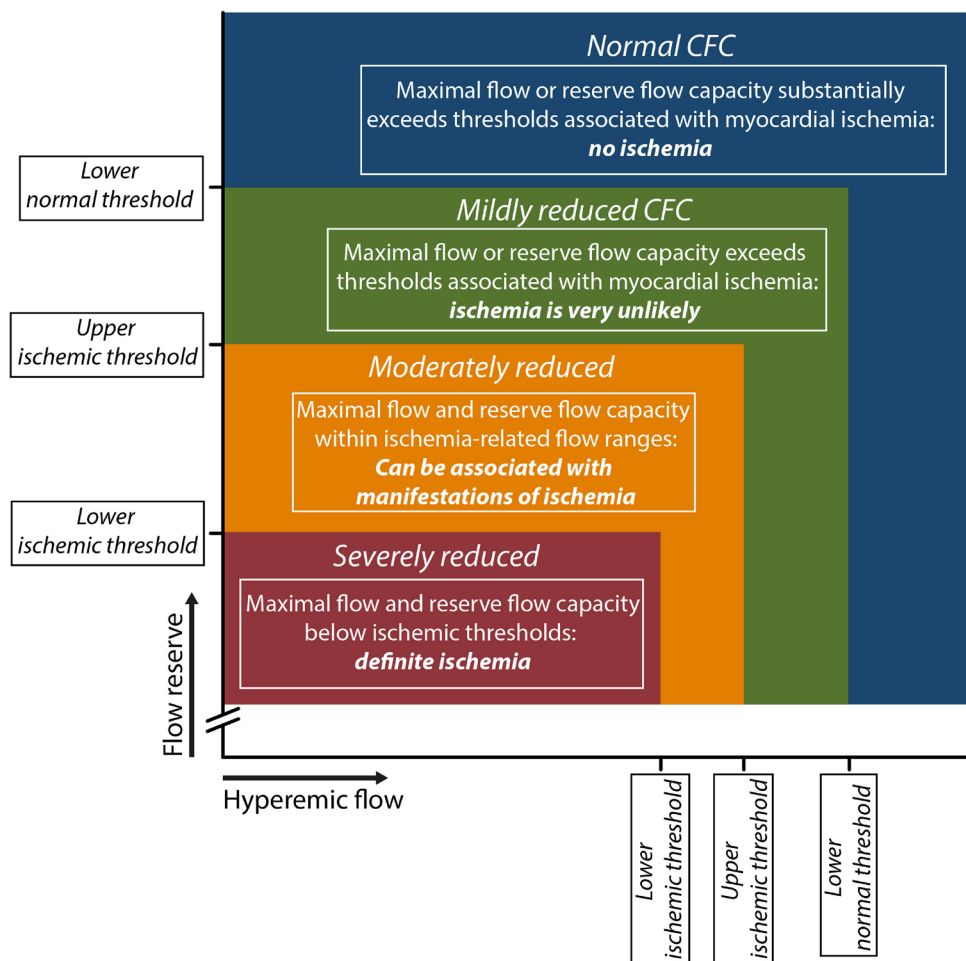 Normal CFC
Maximal flow or reserve flow capacity substantially
exceeds thresholds associated with myocardial ischemia:
no ischemia
Lower
normal threshold
Mildly reduced CFC
Maximal flow or reserve flow capacity exceeds
thresholds associated with myocardial ischemia:
ischemia is very unlikely
Upper
ischemic threshold
Moderately reduced
Maximal flow and reserve flow capacity
within ischemia-related flow ranges:
Can be associated with
manifestations of ischemia
Lower
ischemic threshold
Severely reduced
Maximal flow and reserve flow capacity
below ischemic thresholds:
definite ischemia
Flow reserve
Hyperemic flow
Lower
ischemic threshold
Upper
ischemic threshold
Lower
normal threshold